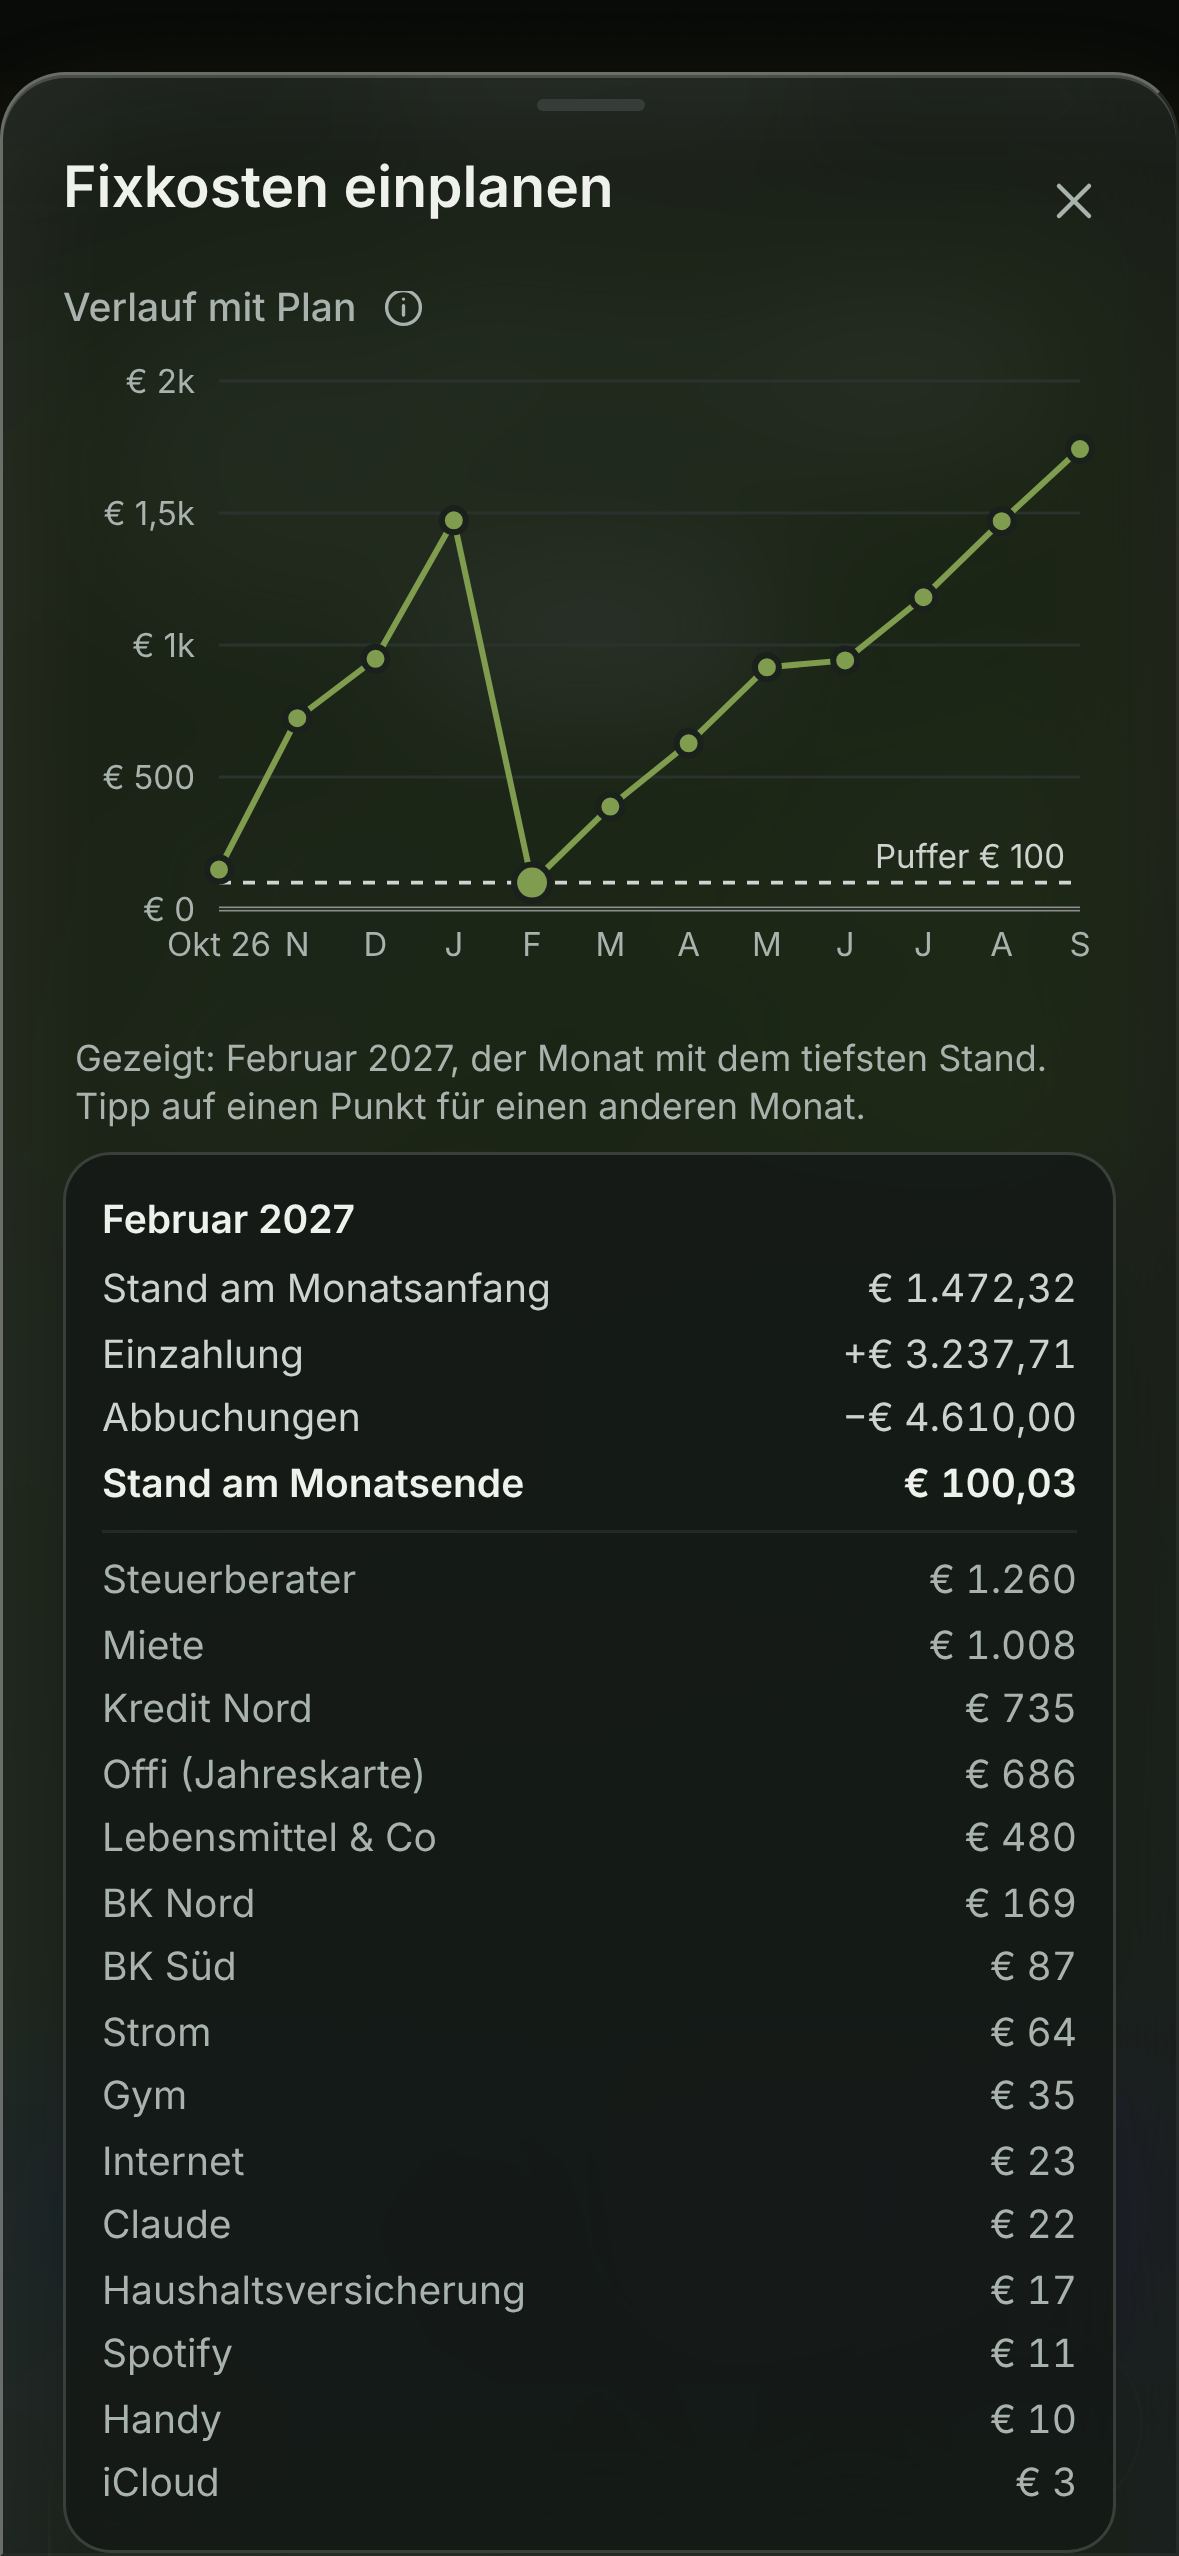 Fixkosten einplanen
Verlauf mit Plan
€ 2k
€ 1,5k
€ 1k
€ 500
Puffer € 100
€ 0
Okt 26 N D J F M A M J J A S
Gezeigt: Februar 2027, der Monat mit dem tiefsten Stand.
Tipp auf einen Punkt für einen anderen Monat.
Februar 2027
Stand am Monatsanfang € 1.472,32
Einzahlung +€ 3.237,71
Abbuchungen −€ 4.610,00
Stand am Monatsende € 100,03
Steuerberater € 1.260
Miete € 1.008
Kredit Nord € 735
Offi (Jahreskarte) € 686
Lebensmittel & Co € 480
BK Nord € 169
BK Süd € 87
Strom € 64
Gym € 35
Internet € 23
Claude € 22
Haushaltsversicherung € 17
Spotify € 11
Handy € 10
iCloud € 3